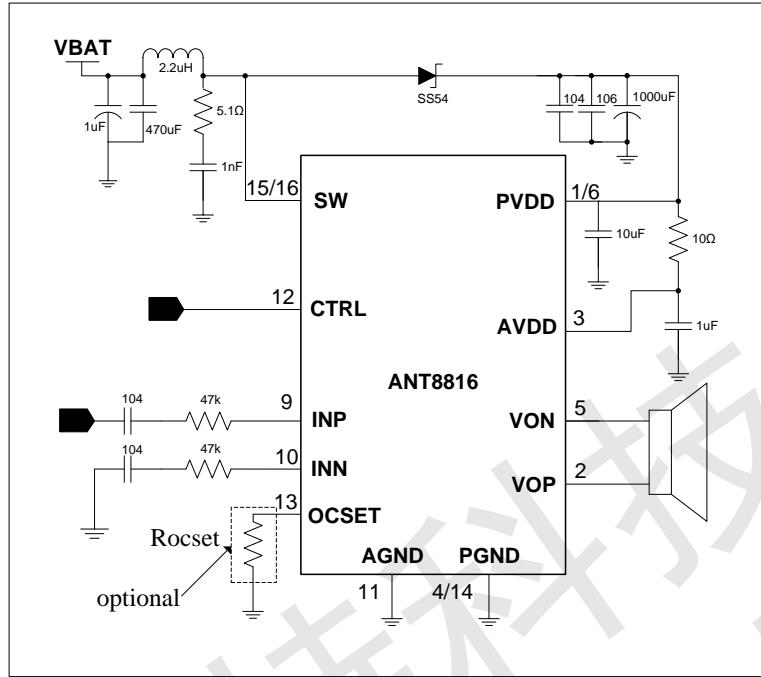 VBAT
2.2uH
SS54
1uF
470uF
5.1Ω
1nF
104
106
1000uF
15/16
SW
PVDD
1/6
10uF
10Ω
12
CTRL
AVDD
3
1uF
ANT8816
104
47k
9
INP
VON
5
104
47k
10
INN
VOP
2
13
OCSET
Rocset
optional
AGND
PGND
11
4/14
科技